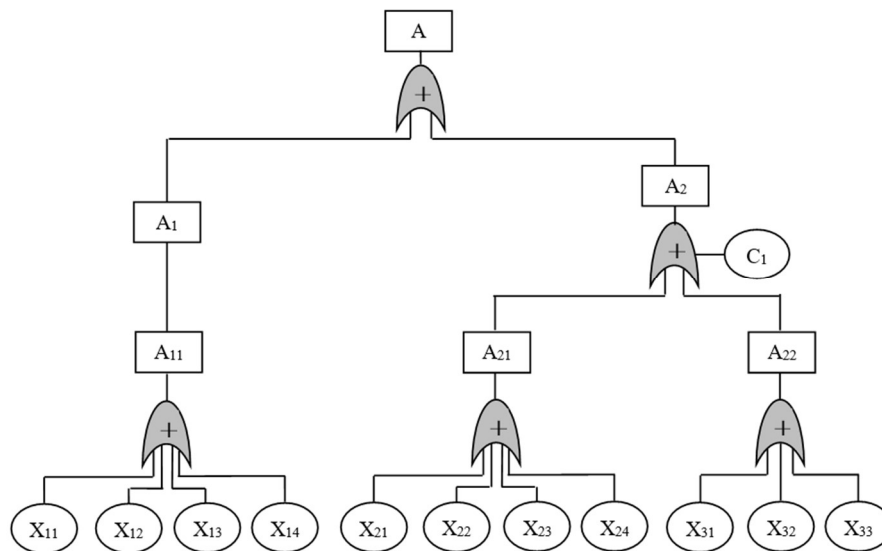 A
+
A₂
A₁
+
C₁
A₁₁
A₂₁
A₂₂
+
+
+
X₁₁
X₁₂
X₁₃
X₁₄
X₂₁
X₂₂
X₂₃
X₂₄
X₃₁
X₃₂
X₃₃